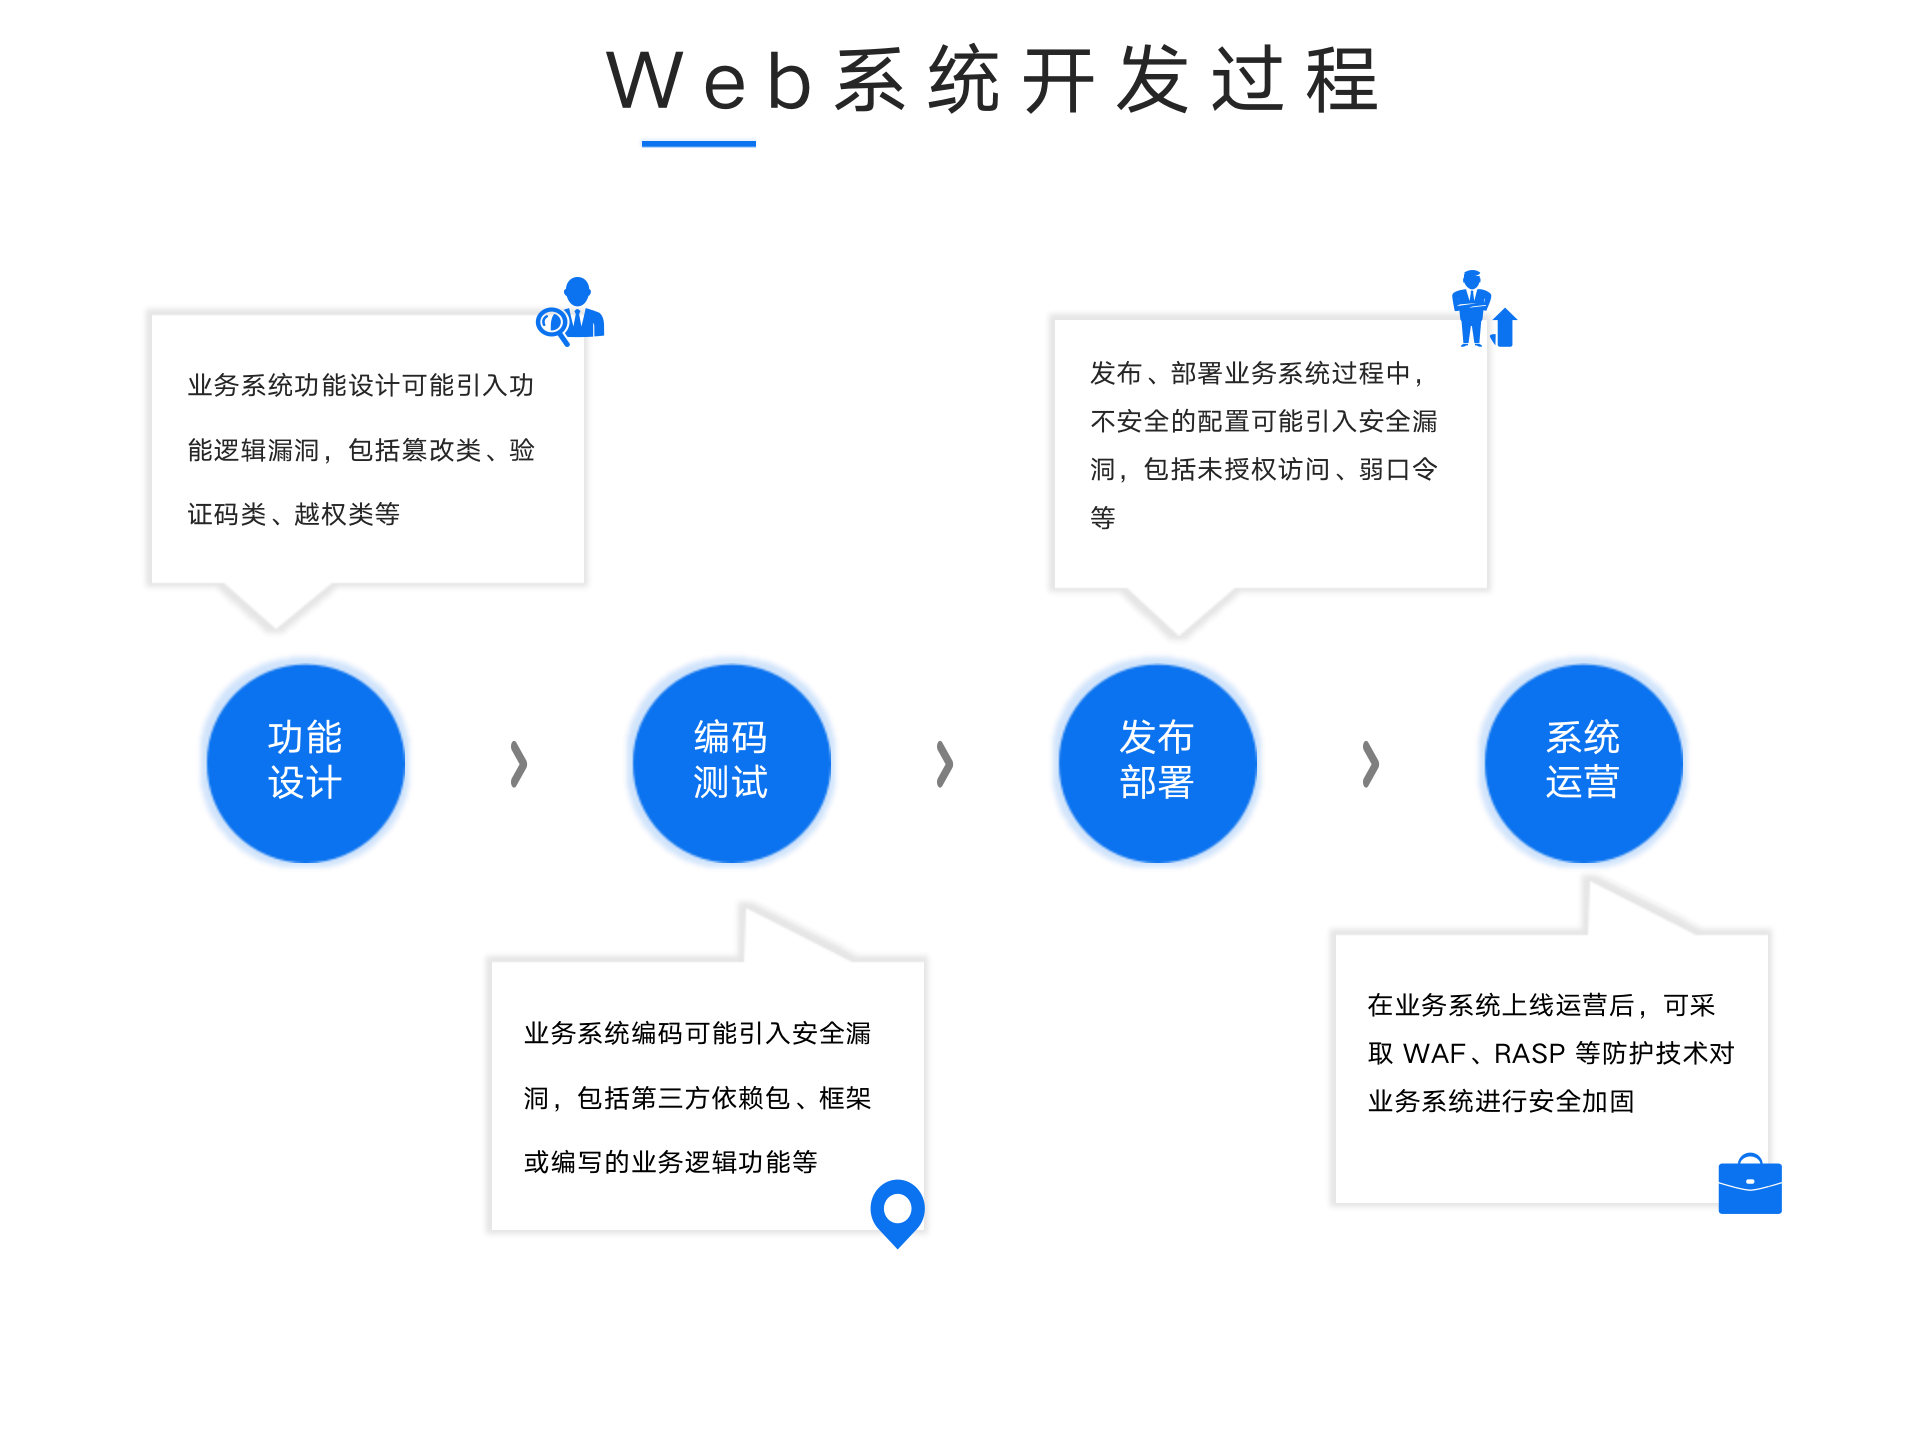 Web系统开发过程
业务系统功能设计可能引入功
能逻辑漏洞，包括篡改类、验
证码类、越权类等
发布、部署业务系统过程中，
不安全的配置可能引入安全漏
洞，包括未授权访问、弱口令
等
功能
设计
编码
测试
发布
部署
系统
运营
业务系统编码可能引入安全漏
洞，包括第三方依赖包、框架
或编写的业务逻辑功能等
在业务系统上线运营后，可采
取 WAF、RASP 等防护技术对
业务系统进行安全加固